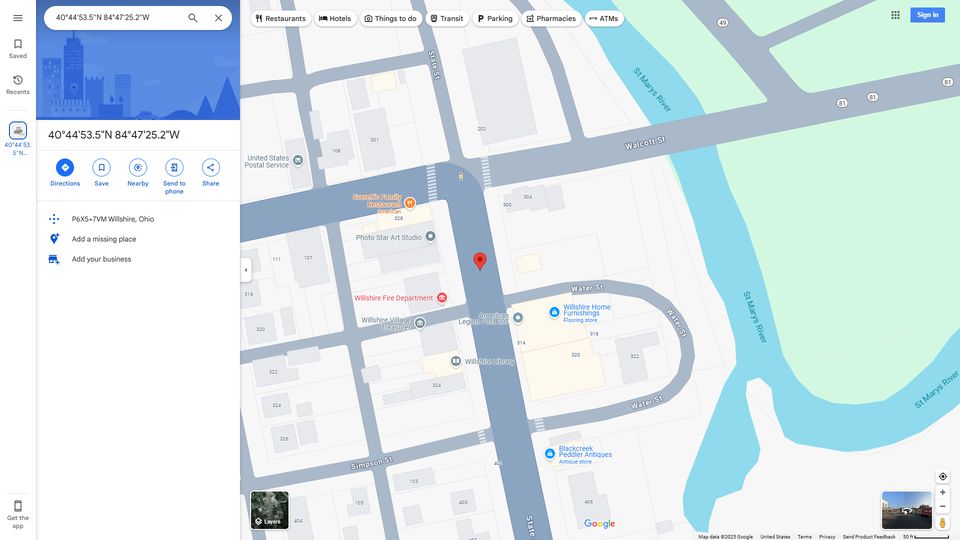 40°44'53.5"N 84°47'25.2"W
Restaurants
Hotels
Things to do
Transit
Parking
Pharmacies
ATMs
Sign in
Saved
Recents
40°44'53.
5"N...
Get the
app
40°44'53.5"N 84°47'25.2"W
Directions
Save
Nearby
Send to
phone
Share
P6X5+7VM Willshire, Ohio
Add a missing place
Add your business
State St
49
81
81
81
St Marys River
Walcott St
202
301
108
United States
Postal Service
Everett's Family
Restaurant
American
328
300
304
Photo Star Art Studio
111
107
318
320
Willshire Fire Department
Willshire Village
Treasurer
American
Legion Post 207
Water St
Willshire Home
Furnishings
Flooring store
314
318
320
322
Water St
St Marys River
St Marys River
Willshire Library
322
324
324
326
Water St
Simpson St
Blackcreek
Peddler Antiques
Antique store
103
105
463
406
State
Layers
Google
Map data ©2025 Google
United States
Terms
Privacy
Send Product Feedback
50 ft